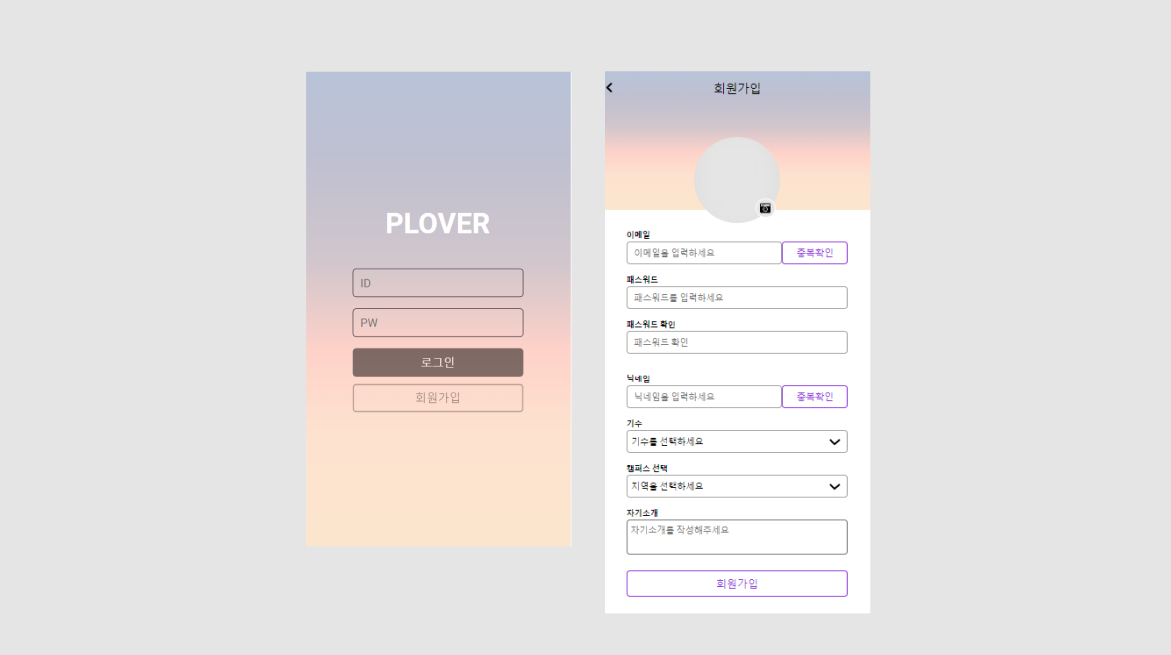 PLOVER
ID
PW
로그인
회원가입
회원가입
이메일
이메일을 입력하세요
중복확인
패스워드
패스워드를 입력하세요
패스워드 확인
패스워드 확인
닉네임
닉네임을 입력하세요
중복확인
기수
기수를 선택하세요
캠퍼스 선택
지역을 선택하세요
자기소개
자기소개를 작성해주세요
회원가입